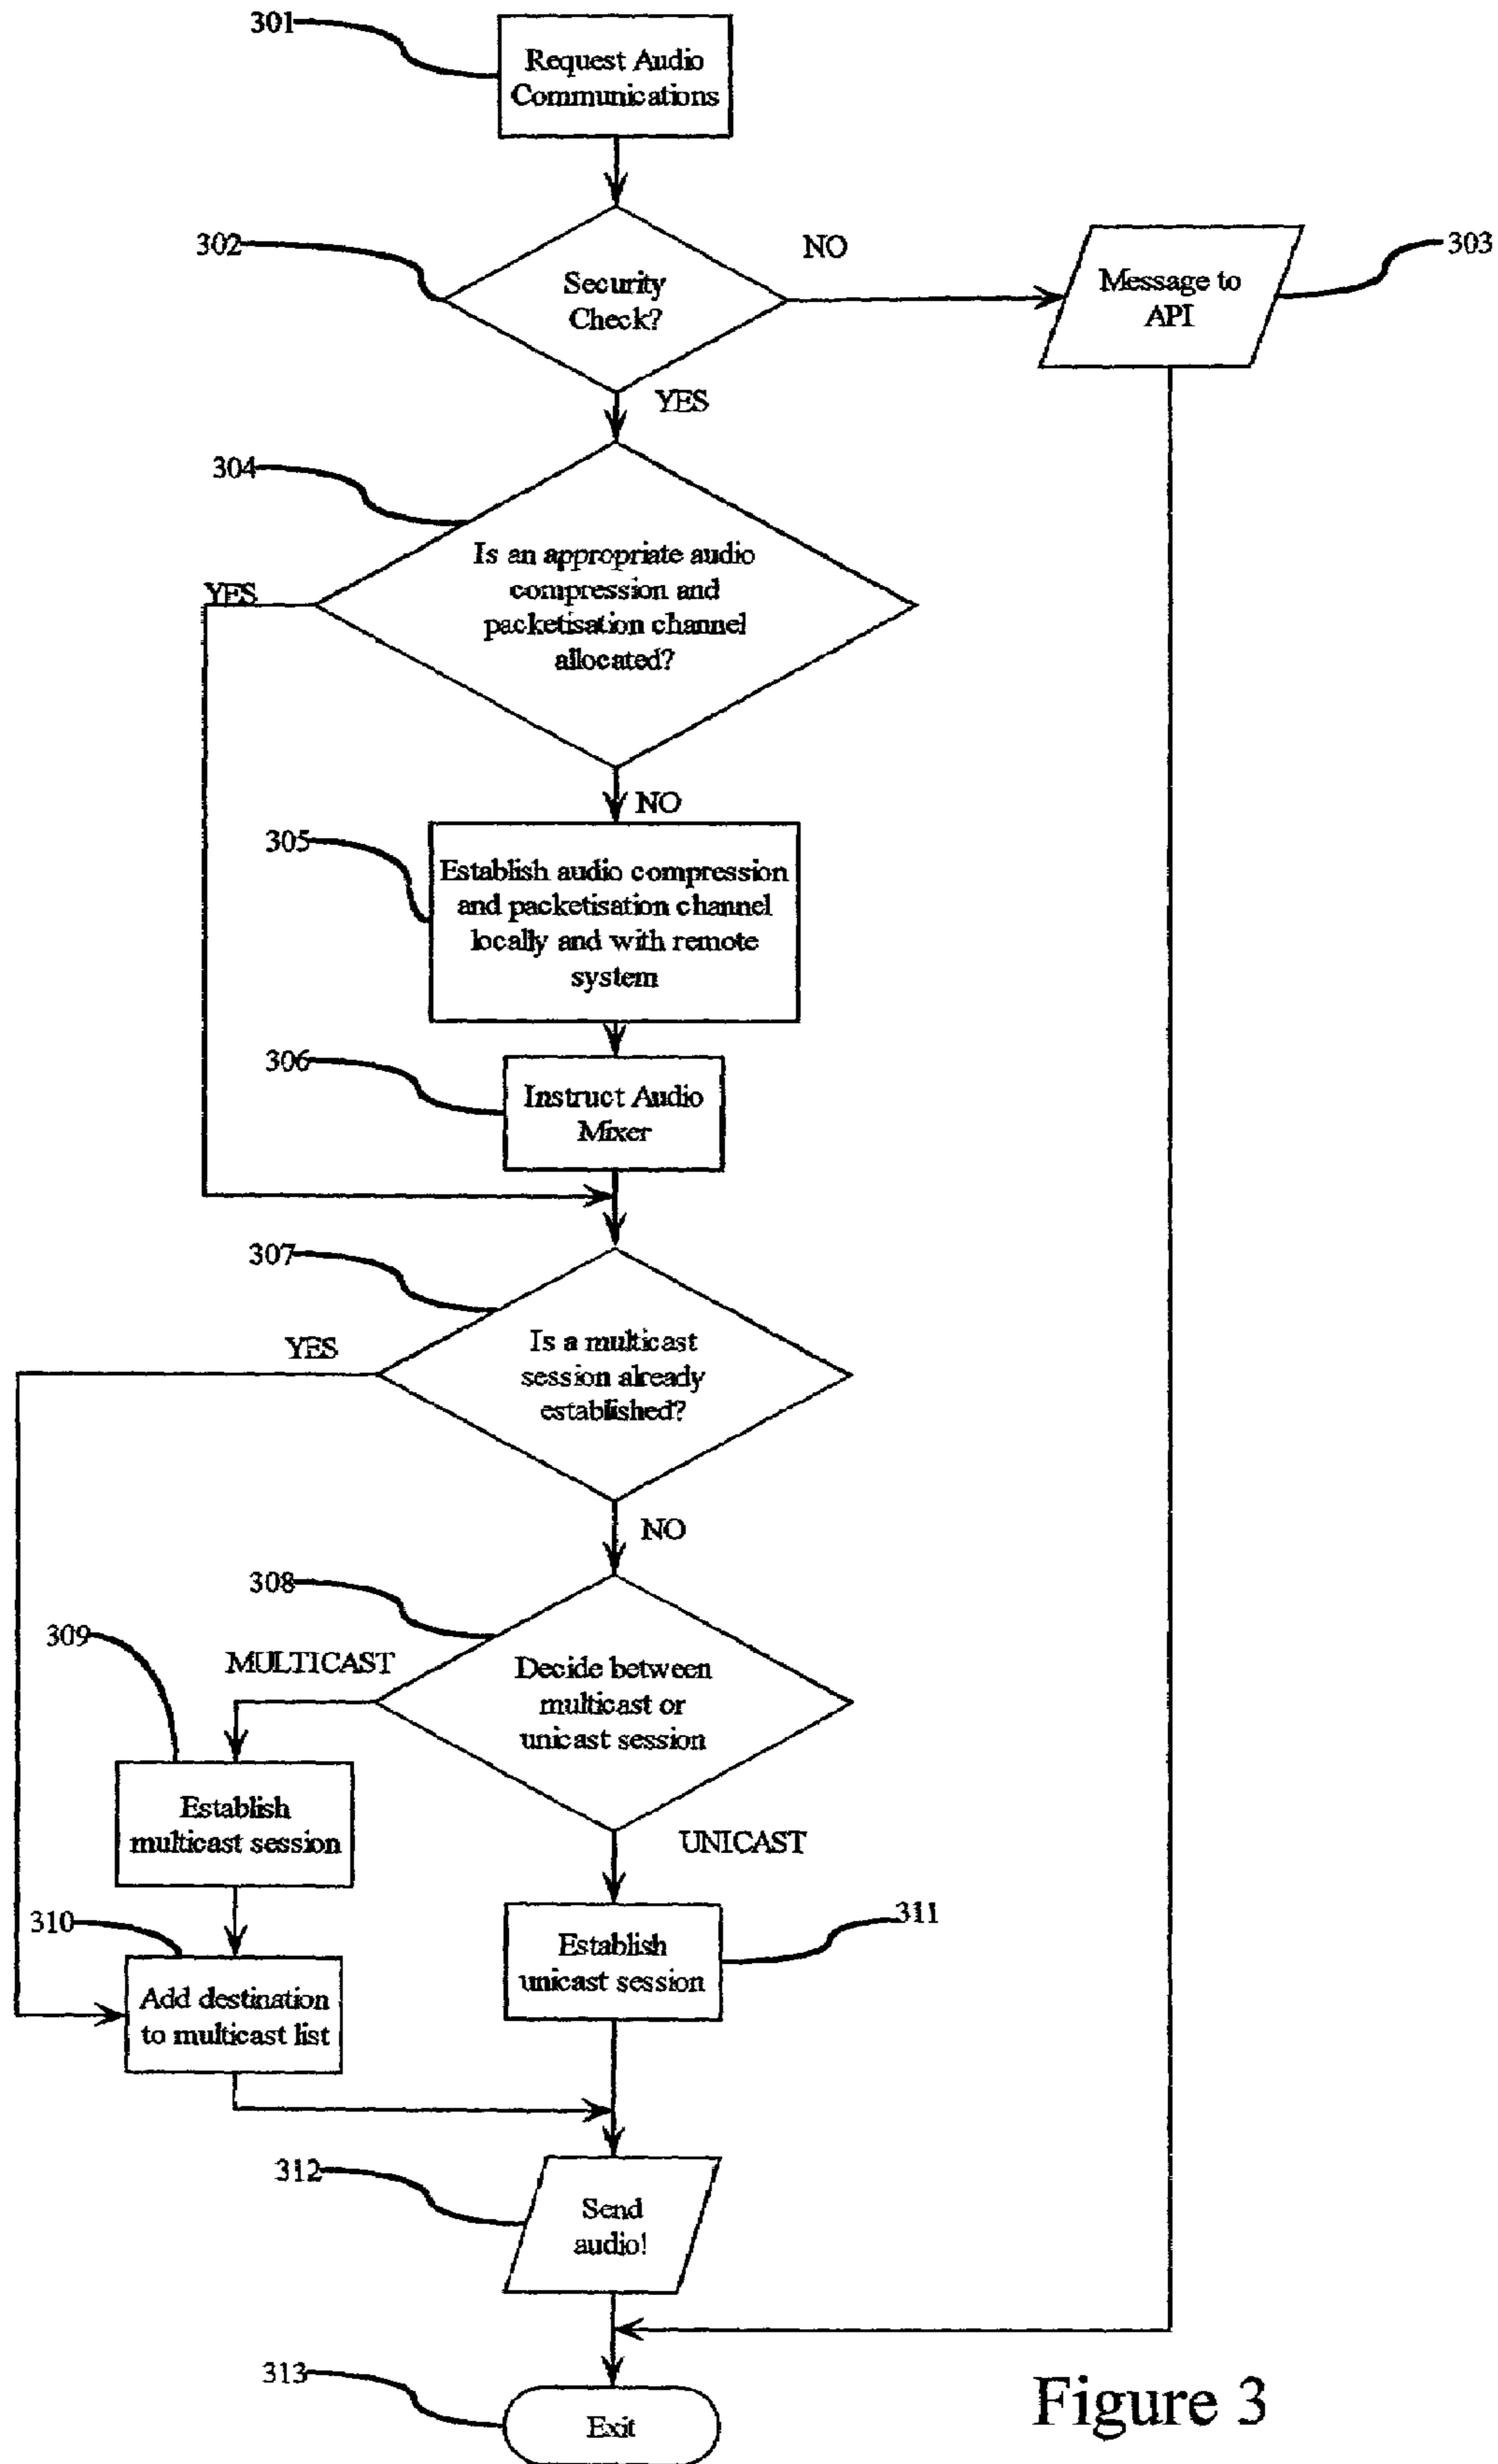 301
Request Audio
Communications
302
Security
Check?
NO
Message to
API
303
YES
304
Is an appropriate audio
compression and
packetisation channel
allocated?
YES
NO
305
Establish audio compression
and packetisation channel
locally and with remote
system
306
Instruct Audio
Mixer
307
YES
Is a multicast
session already
established?
NO
308
309
MULTICAST
Decide between
multicast or
unicast session
Establish
multicast session
UNICAST
310
311
Establish
unicast session
Add destination
to multicast list
312
Send
audio!
313
Exit
Figure 3